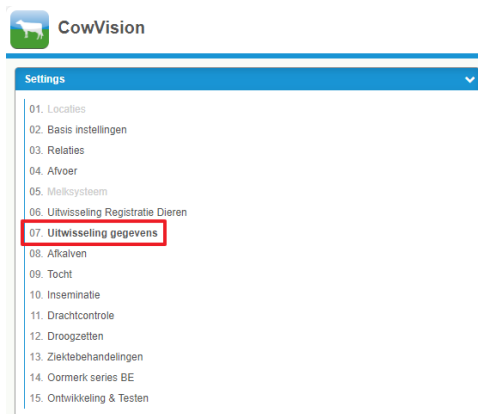 CowVision
Settings
01. Locaties
02. Basis instellingen
03. Relaties
04. Afvoer
05. Melksysteem
06. Uitwisseling Registratie Dieren
07. Uitwisseling gegevens
08. Afkalven
09. Tocht
10. Inseminatie
11. Drachtcontrole
12. Droogzetten
13. Ziektebehandelingen
14. Oormerk series BE
15. Ontwikkeling & Testen